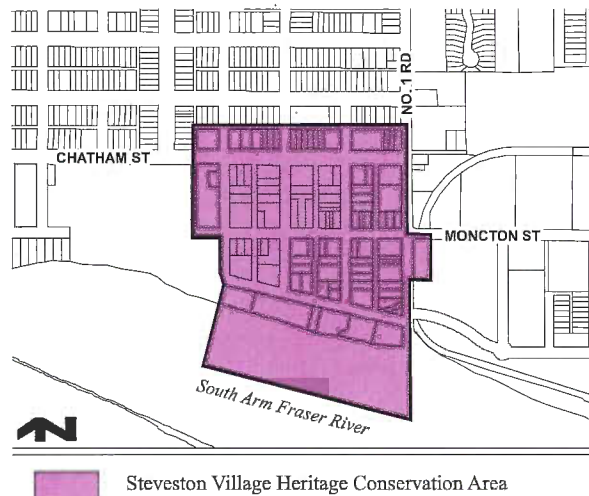 NO. 1 RD
CHATHAM ST
MONCTON ST
South Arm Fraser River
N
Steveston Village Heritage Conservation Area